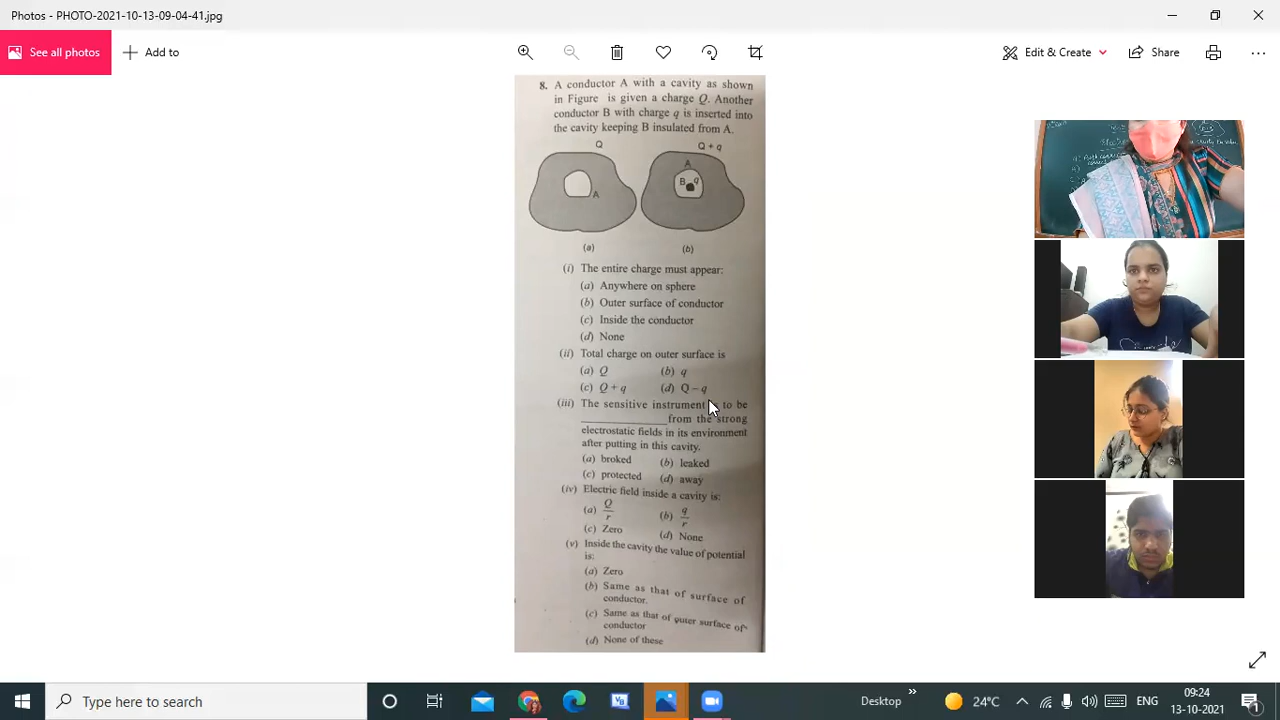 Photos - PHOTO-2021-10-13-09-04-41.jpg
See all photos
Add to
Edit & Create
Share
8. A conductor A with a cavity as shown
in Figure is given a charge Q. Another
conductor B with charge q is inserted into
the cavity keeping B insulated from A.
Q
Q + q
A
B q
A
(a)
(b)
(i) The entire charge must appear:
(a) Anywhere on sphere
(b) Outer surface of conductor
(c) Inside the conductor
(d) None
(ii) Total charge on outer surface is
(a) Q (b) q
(c) Q + q (d) Q – q
(iii) The sensitive instrument to be
____________ from the strong
electrostatic fields in its environment
after putting in this cavity.
(a) broked (b) leaked
(c) protected (d) away
(iv) Electric field inside a cavity is:
(a) Q/r (b) q/r
(c) Zero (d) None
(v) Inside the cavity the value of potential
is:
(a) Zero
(b) Same as that of surface of
conductor.
(c) Same as that of outer surface of
conductor
(d) None of these
Type here to search
Desktop
24°C
ENG
09:24
13-10-2021
1